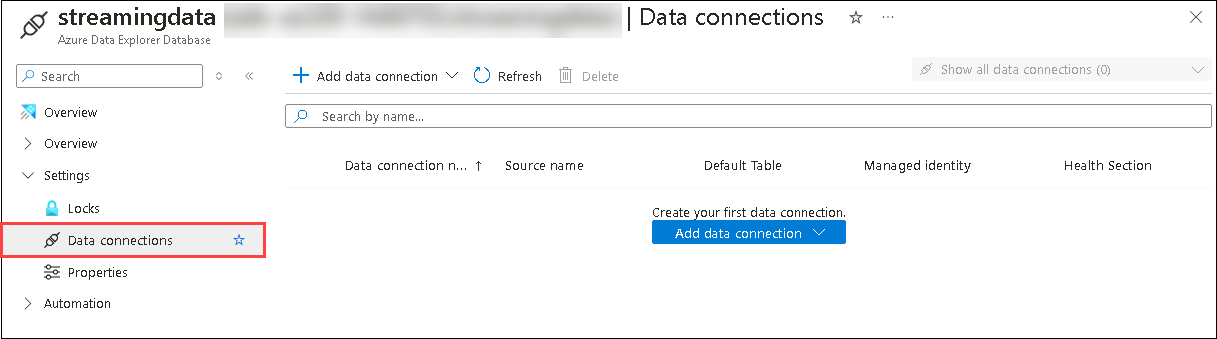 streamingdata | Data connections
Azure Data Explorer Database
Search
Add data connection Refresh Delete Show all data connections (0)
Overview
Search by name...
Overview
Settings
Data connection n... ↑ Source name Default Table Managed identity Health Section
Locks
Create your first data connection.
Data connections
Add data connection
Properties
Automation